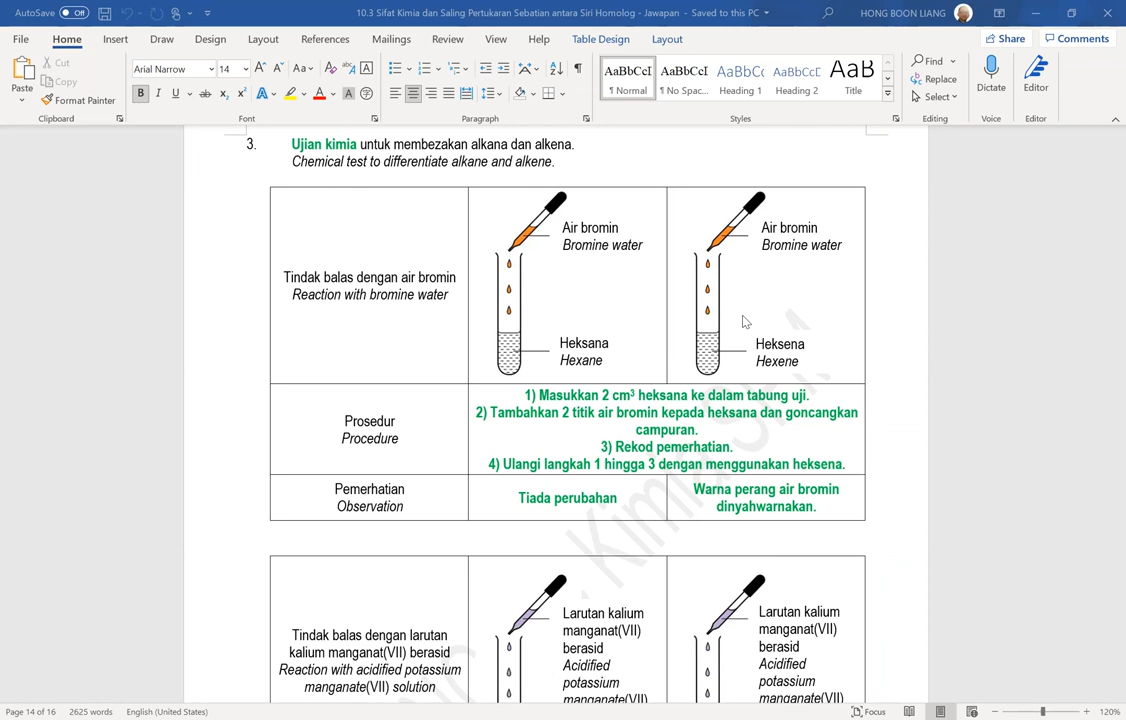 AutoSave Off 10.3 Sifat Kimia dan Saling Pertukaran Sebatian antara Siri Homolog - Jawapan - Saved to this PC HONG BOON LIANG
File Home Insert Draw Design Layout References Mailings Review View Help Table Design Layout Share Comments
Paste
Cut
Copy
Format Painter
Arial Narrow 14
AaBbCcI AaBbCcI AaBbCc AaBbCcI AaB
¶ Normal ¶ No Spac... Heading 1 Heading 2 Title
Find
Replace
Select
Dictate
Editor
Clipboard Font Paragraph Styles Editing Voice Editor
3. Ujian kimia untuk membezakan alkana dan alkena.
Chemical test to differentiate alkane and alkene.
Tindak balas dengan air bromin
Reaction with bromine water
Air bromin
Bromine water
Heksana
Hexane
Air bromin
Bromine water
Heksena
Hexene
Prosedur
Procedure
1) Masukkan 2 cm³ heksana ke dalam tabung uji.
2) Tambahkan 2 titik air bromin kepada heksana dan goncangkan
campuran.
3) Rekod pemerhatian.
4) Ulangi langkah 1 hingga 3 dengan menggunakan heksena.
Pemerhatian
Observation
Tiada perubahan
Warna perang air bromin
dinyahwarnakan.
Tindak balas dengan larutan
kalium manganat(VII) berasid
Reaction with acidified potassium
manganate(VII) solution
Larutan kalium
manganat(VII)
berasid
Acidified
potassium
manganate(VII)
Larutan kalium
manganat(VII)
berasid
Acidified
potassium
manganate(VII)
Page 14 of 16 2625 words English (United States) Focus 120%